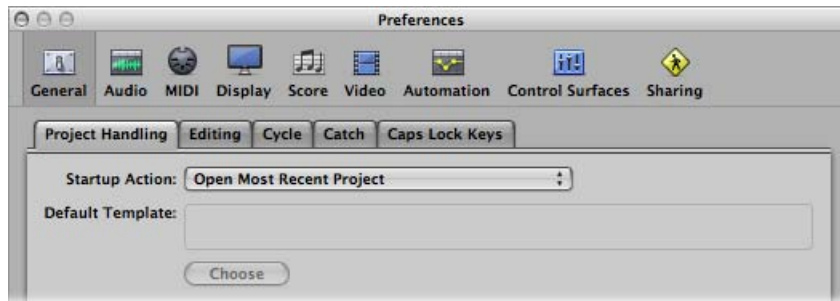 Preferences
General Audio MIDI Display Score Video Automation Control Surfaces Sharing
Project Handling Editing Cycle Catch Caps Lock Keys
Startup Action: Open Most Recent Project
Default Template:
Choose